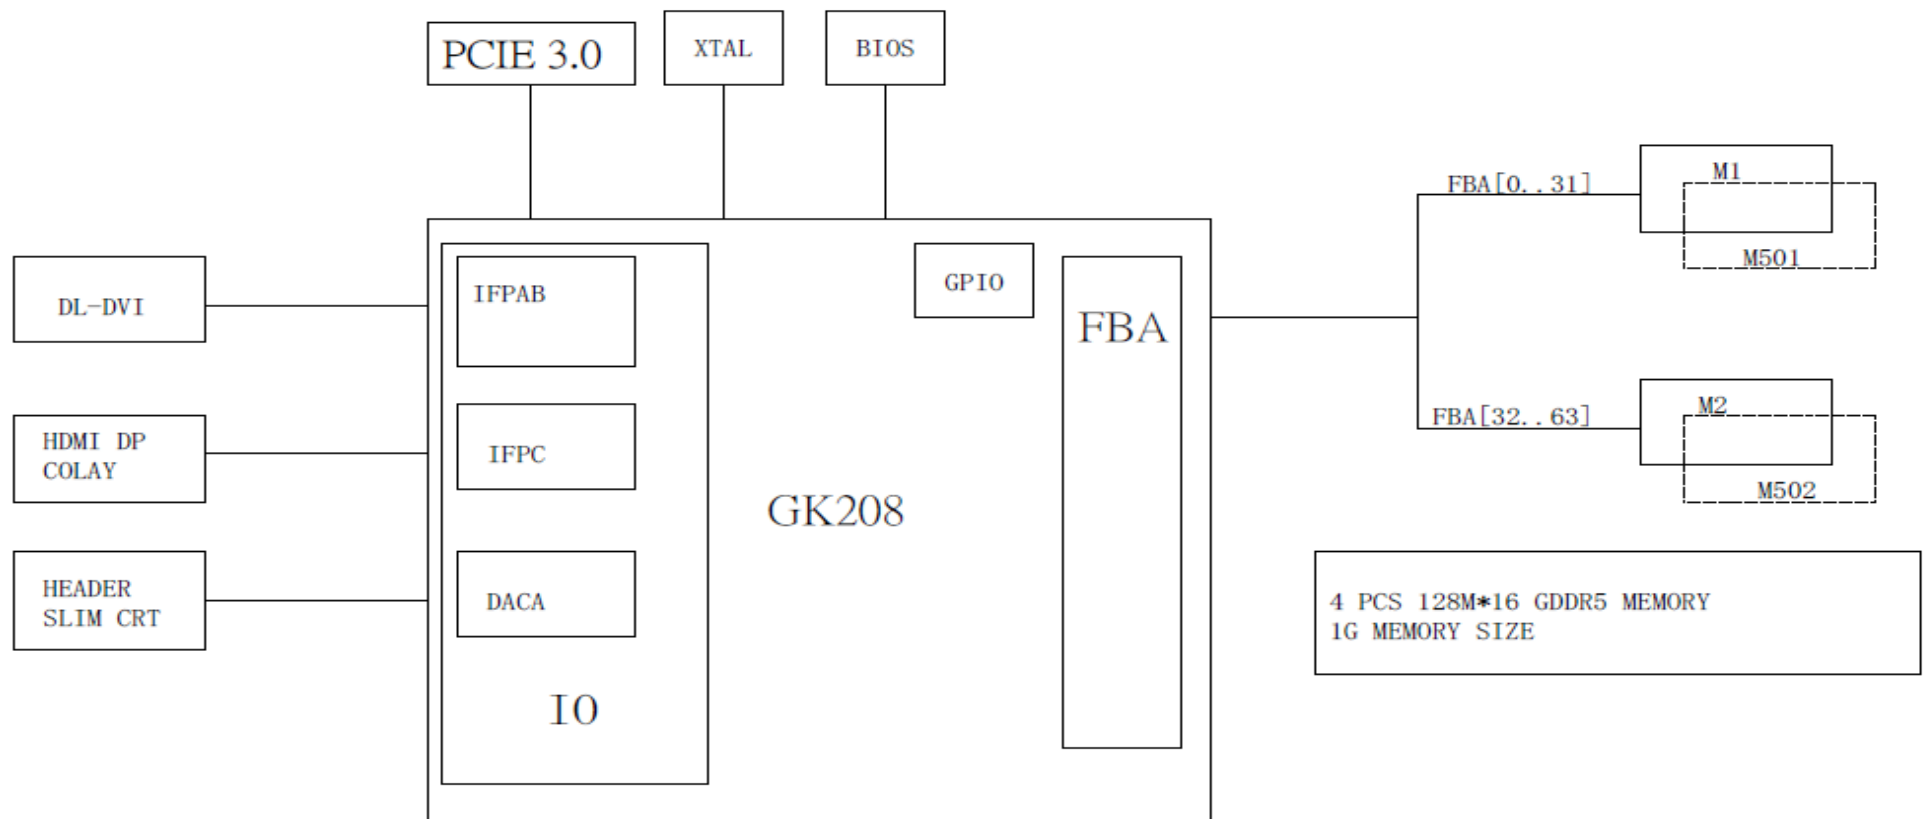 PCIE 3.0
XTAL
BIOS
M1
FBA[0..31]
M501
GPIO
IFPAB
DL-DVI
FBA
M2
FBA[32..63]
HDMI DP
COLAY
IFPC
M502
GK208
HEADER
SLIM CRT
DACA
4 PCS 128M*16 GDDR5 MEMORY
1G MEMORY SIZE
IO